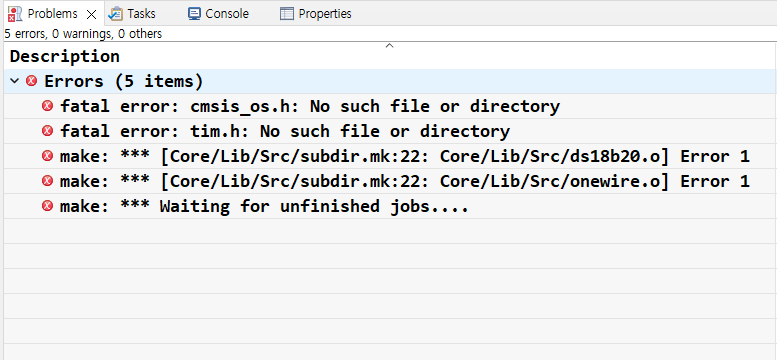 Problems Tasks Console Properties
5 errors, 0 warnings, 0 others
Description
Errors (5 items)
fatal error: cmsis_os.h: No such file or directory
fatal error: tim.h: No such file or directory
make: *** [Core/Lib/Src/subdir.mk:22: Core/Lib/Src/ds18b20.o] Error 1
make: *** [Core/Lib/Src/subdir.mk:22: Core/Lib/Src/onewire.o] Error 1
make: *** Waiting for unfinished jobs....